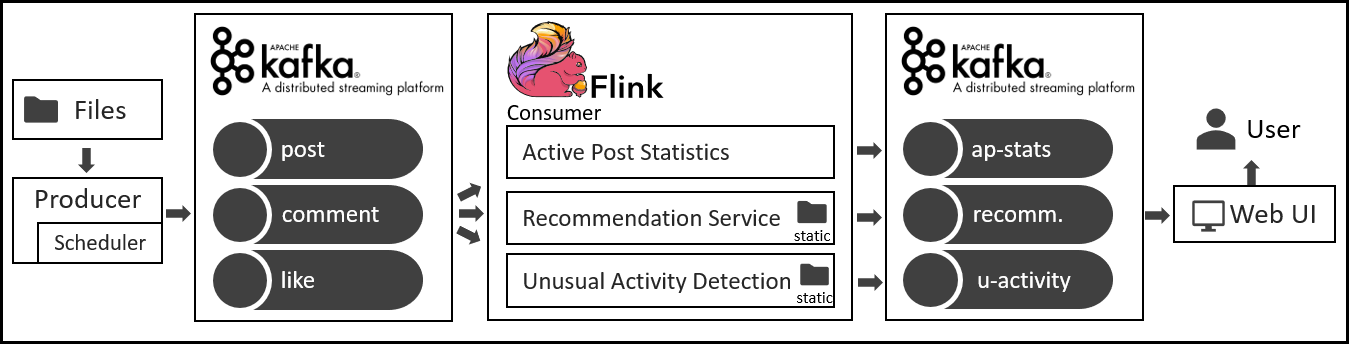 Files
Producer
Scheduler
APACHE
kafka®
A distributed streaming platform
post
comment
like
Flink
Consumer
Active Post Statistics
Recommendation Service
static
Unusual Activity Detection
static
APACHE
kafka®
A distributed streaming platform
ap-stats
recomm.
u-activity
User
Web UI